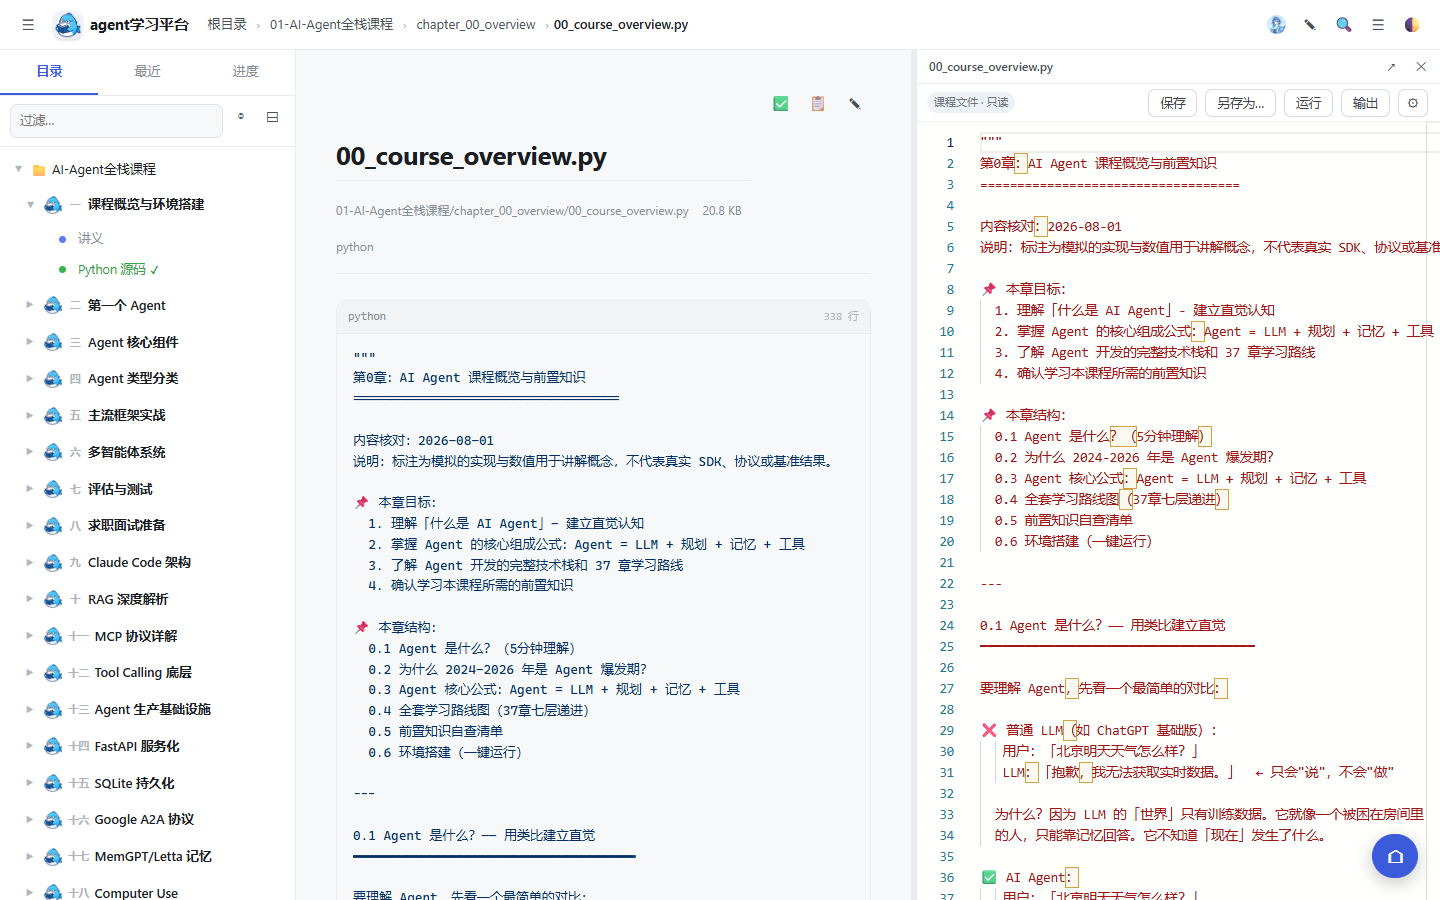 agent学习平台
根目录 › 01-AI-Agent全栈课程 › chapter_00_overview › 00_course_overview.py
目录
最近
进度
过滤...
AI-Agent全栈课程
一 课程概览与环境搭建
讲义
Python 源码 ✓
二 第一个 Agent
三 Agent 核心组件
四 Agent 类型分类
五 主流框架实战
六 多智能体系统
七 评估与测试
八 求职面试准备
九 Claude Code 架构
十 RAG 深度解析
十一 MCP 协议详解
十二 Tool Calling 底层
十三 Agent 生产基础设施
十四 FastAPI 服务化
十五 SQLite 持久化
十六 Google A2A 协议
十七 MemGPT/Letta 记忆
十八 Computer Use
00_course_overview.py
01-AI-Agent全栈课程/chapter_00_overview/00_course_overview.py 20.8 KB
python
python 338 行
"""
第0章：AI Agent 课程概览与前置知识
===================================
内容核对：2026-08-01
说明：标注为模拟的实现与数值用于讲解概念，不代表真实 SDK、协议或基准结果。
📌 本章目标：
1. 理解「什么是 AI Agent」- 建立直觉认知
2. 掌握 Agent 的核心组成公式：Agent = LLM + 规划 + 记忆 + 工具
3. 了解 Agent 开发的完整技术栈和 37 章学习路线
4. 确认学习本课程所需的前置知识
📌 本章结构：
0.1 Agent 是什么？（5分钟理解）
0.2 为什么 2024-2026 年是 Agent 爆发期？
0.3 Agent 核心公式：Agent = LLM + 规划 + 记忆 + 工具
0.4 全套学习路线图（37章七层递进）
0.5 前置知识自查清单
0.6 环境搭建（一键运行）
---
0.1 Agent 是什么？—— 用类比建立直觉
━━━━━━━━━━━━━━━━━━━━━━━━━━━━━━━━━━━
要理解 Agent，先看一个最简单的对比：
00_course_overview.py
课程文件 · 只读
保存
另存为...
运行
输出
1 """
2 第0章：AI Agent 课程概览与前置知识
3 ===================================
4
5 内容核对：2026-08-01
6 说明：标注为模拟的实现与数值用于讲解概念，不代表真实 SDK、协议或基准
7
8 📌 本章目标：
9 1. 理解「什么是 AI Agent」- 建立直觉认知
10 2. 掌握 Agent 的核心组成公式：Agent = LLM + 规划 + 记忆 + 工具
11 3. 了解 Agent 开发的完整技术栈和 37 章学习路线
12 4. 确认学习本课程所需的前置知识
13
14 📌 本章结构：
15 0.1 Agent 是什么？（5分钟理解）
16 0.2 为什么 2024-2026 年是 Agent 爆发期？
17 0.3 Agent 核心公式：Agent = LLM + 规划 + 记忆 + 工具
18 0.4 全套学习路线图（37章七层递进）
19 0.5 前置知识自查清单
20 0.6 环境搭建（一键运行）
21
22 ---
23
24 0.1 Agent 是什么？—— 用类比建立直觉
25 ━━━━━━━━━━━━━━━━━━━━━━━━━━━━━━━━━━━
26
27 要理解 Agent，先看一个最简单的对比：
28
29 ❌ 普通 LLM（如 ChatGPT 基础版）：
30 用户：「北京明天天气怎么样？」
31 LLM：「抱歉，我无法获取实时数据。」 ← 只会"说"，不会"做"
32
33 为什么？因为 LLM 的「世界」只有训练数据。它就像一个被困在房间里
34 的人，只能靠记忆回答。它不知道「现在」发生了什么。
35
36 ✅ AI Agent：
37 用户：「北京明天天气怎么样？」